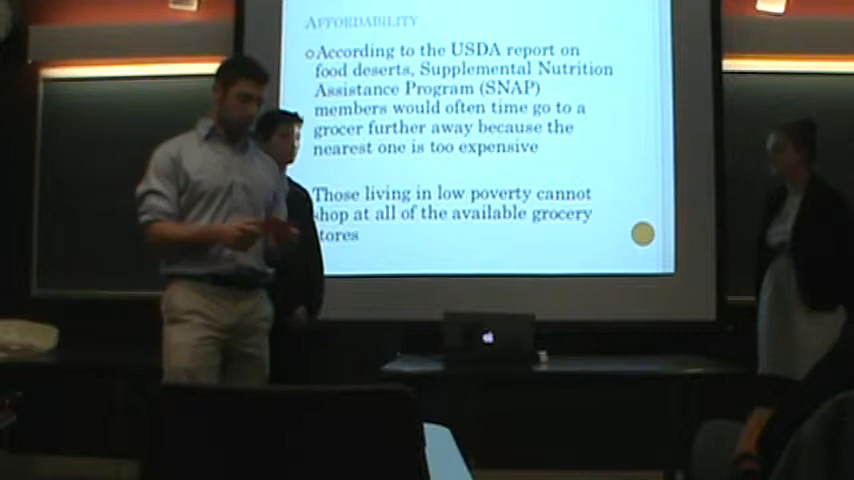 AFFORDABILITY
According to the USDA report on
food deserts, Supplemental Nutrition
Assistance Program (SNAP)
members would often time go to a
grocer further away because the
nearest one is too expensive
Those living in low poverty cannot
shop at all of the available grocery
tores